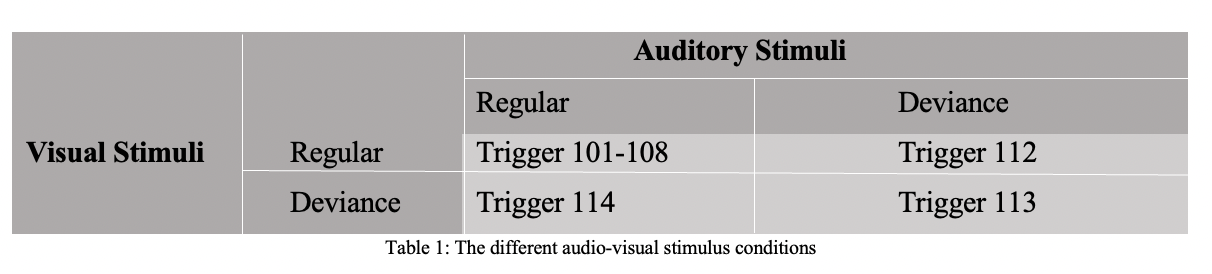 Auditory Stimuli
Regular Deviance
Visual Stimuli Regular Trigger 101-108 Trigger 112
Deviance Trigger 114 Trigger 113
Table 1: The different audio-visual stimulus conditions